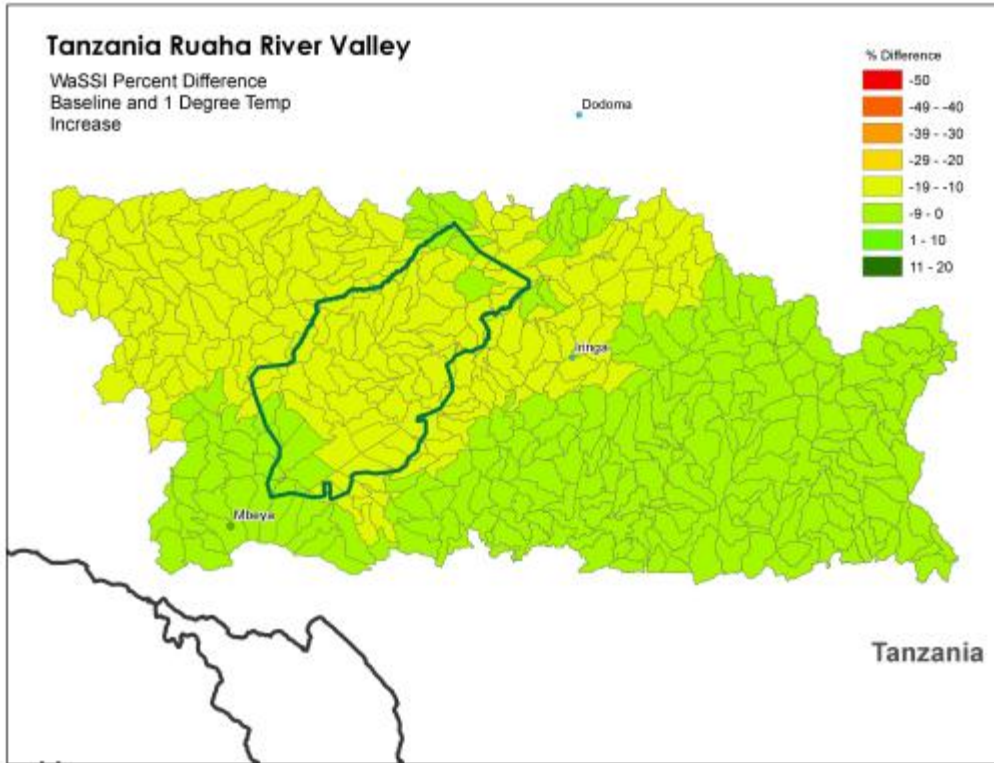 Tanzania Ruaha River Valley
WaSSI Percent Difference
Baseline and 1 Degree Temp
Increase
% Difference
-50
-49 - -40
-39 - -30
-29 - -20
-19 - -10
-9 - 0
1 - 10
11 - 20
Dodoma
Iringa
Mbeya
Tanzania